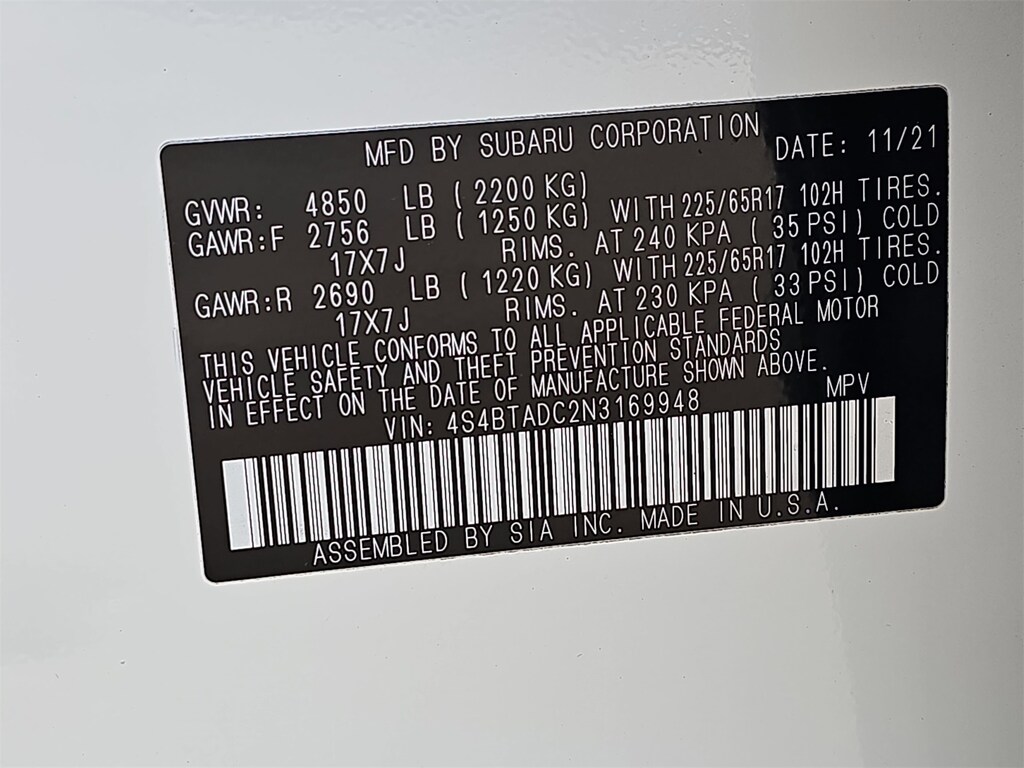 MFD BY SUBARU CORPORATION DATE: 11/21
GVWR: 4850 LB ( 2200 KG)
GAWR:F 2756 LB ( 1250 KG) WITH 225/65R17 102H TIRES.
17X7J RIMS. AT 240 KPA ( 35 PSI) COLD
GAWR:R 2690 LB ( 1220 KG) WITH 225/65R17 102H TIRES.
17X7J RIMS. AT 230 KPA ( 33 PSI) COLD
THIS VEHICLE CONFORMS TO ALL APPLICABLE FEDERAL MOTOR
VEHICLE SAFETY AND THEFT PREVENTION STANDARDS
IN EFFECT ON THE DATE OF MANUFACTURE SHOWN ABOVE.
VIN: 4S4BTADC2N3169948 MPV
ASSEMBLED BY SIA INC. MADE IN U.S.A.